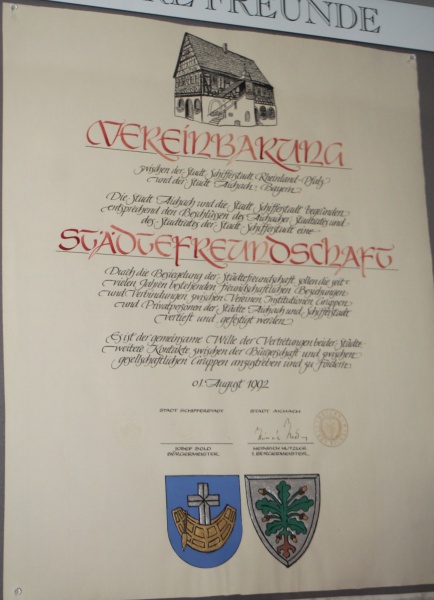 FREUNDE
VEREINBARUNG
zwischen der Stadt Schifferstadt, Rheinland-Pfalz
und der Stadt Aichach, Bayern
Die Stadt Aichach und die Stadt Schifferstadt begründen
entsprechend den Beschlüssen des Aichacher Stadtrates und
des Stadtrates der Stadt Schifferstadt eine
STÄDTEFREUNDSCHAFT
Durch die Besiegelung der Städtefreundschaft sollen die seit
vielen Jahren bestehenden freundschaftlichen Beziehungen
und Verbindungen zwischen Vereinen, Institutionen, Gruppen
und Privatpersonen der Städte Aichach und Schifferstadt
vertieft und gefestigt werden.
Es ist der gemeinsame Wille der Vertretungen beider Städte,
weitere Kontakte zwischen der Bürgerschaft und zwischen
gesellschaftlichen Gruppen anzustreben und zu fördern.
01. August 1992
STADT SCHIFFERSTADT STADT AICHACH
JOSEF SOLD HEINRICH HUTZLER
BÜRGERMEISTER 1. BÜRGERMEISTER